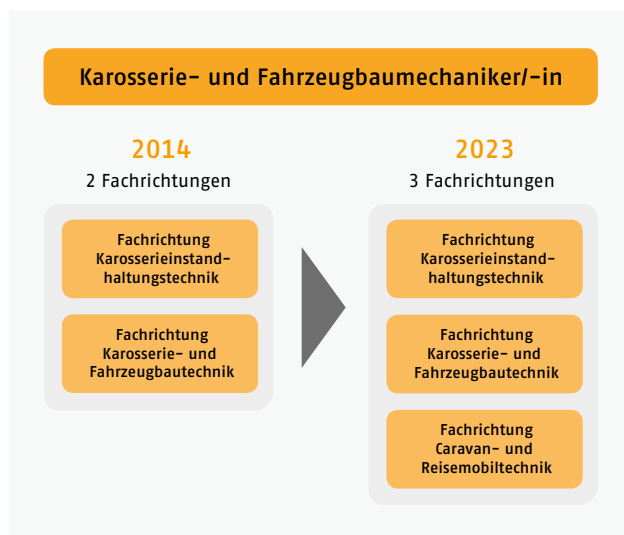 Karosserie- und Fahrzeugbaumechaniker/-in
2014
2 Fachrichtungen
Fachrichtung
Karosserieinstand-
haltungstechnik
Fachrichtung
Karosserie- und
Fahrzeugbautechnik
2023
3 Fachrichtungen
Fachrichtung
Karosserieinstand-
haltungstechnik
Fachrichtung
Karosserie- und
Fahrzeugbautechnik
Fachrichtung
Caravan- und
Reisemobiltechnik